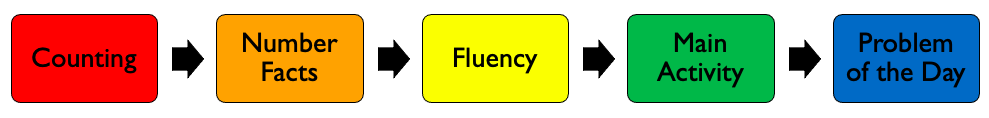 Counting
Number
Facts
Fluency
Main
Activity
Problem
of the Day